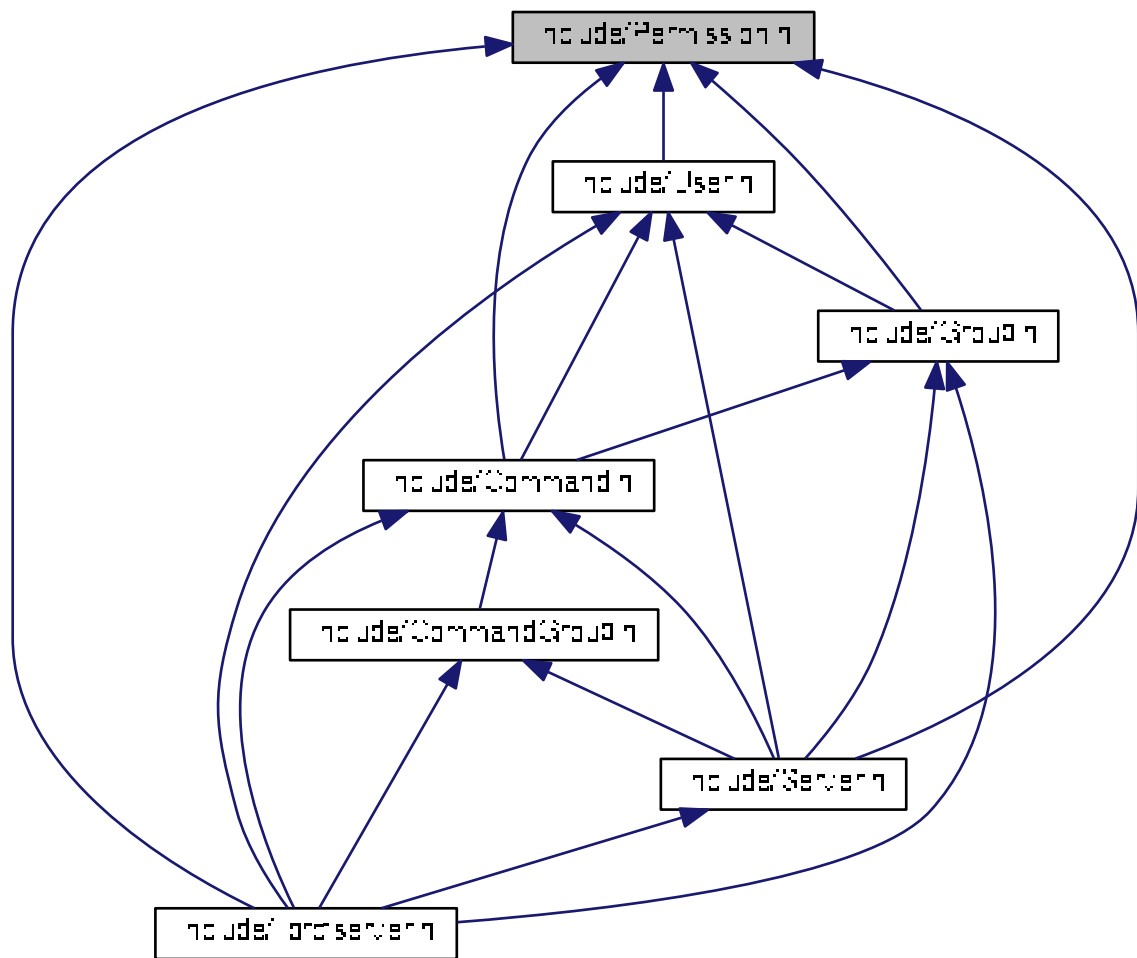 include/Permission.h
include/User.h
include/Group.h
include/Command.h
include/CommandGroup.h
include/Server.h